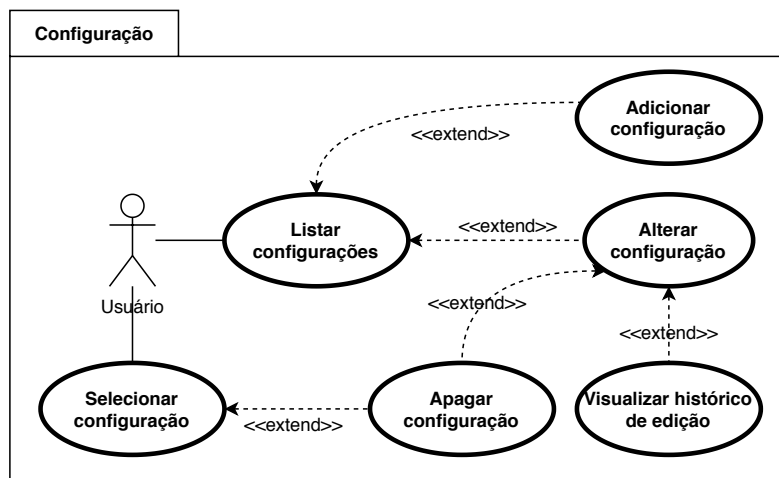 Configuração
Adicionar
configuração
<<extend>>
Listar
configurações
<<extend>>
Alterar
configuração
Usuário
<<extend>>
<<extend>>
Selecionar
configuração
<<extend>>
Apagar
configuração
Visualizar histórico
de edição